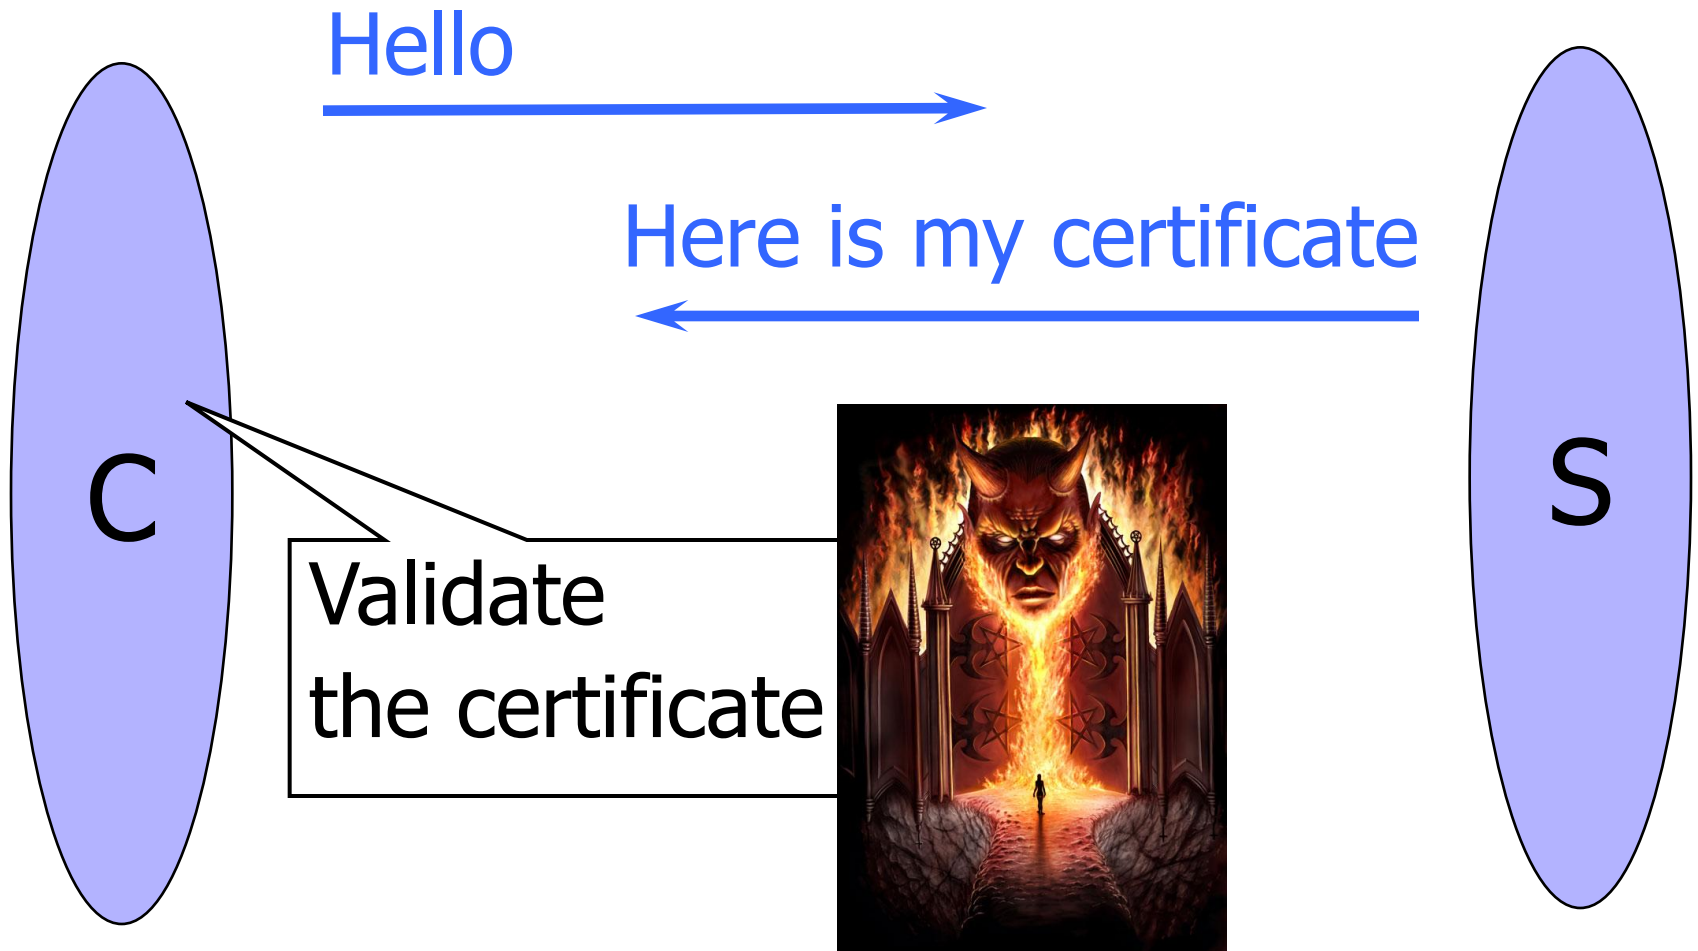 Hello
Here is my certificate
C
S
Validate
the certificate